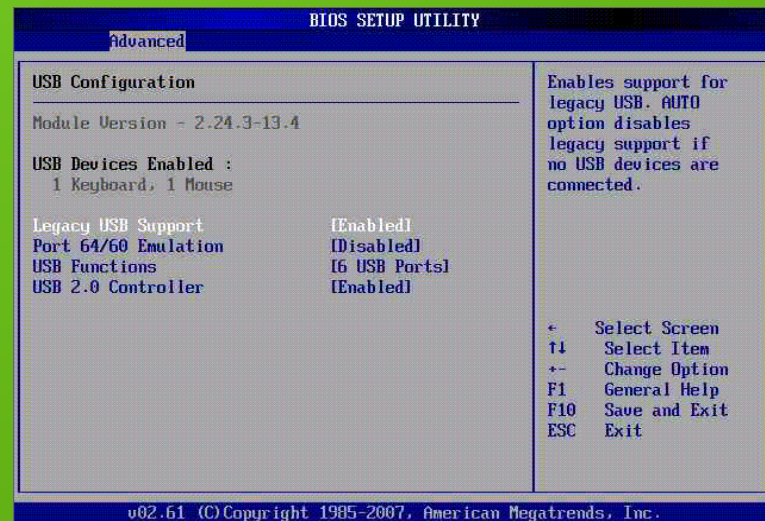 BIOS SETUP UTILITY
Advanced
USB Configuration
Module Version - 2.24.3-13.4
USB Devices Enabled :
1 Keyboard, 1 Mouse
Legacy USB Support [Enabled]
Port 64/60 Emulation [Disabled]
USB Functions [6 USB Ports]
USB 2.0 Controller [Enabled]
Enables support for
legacy USB. AUTO
option disables
legacy support if
no USB devices are
connected.
← Select Screen
↑↓ Select Item
+- Change Option
F1 General Help
F10 Save and Exit
ESC Exit
v02.61 (C)Copyright 1985-2007, American Megatrends, Inc.